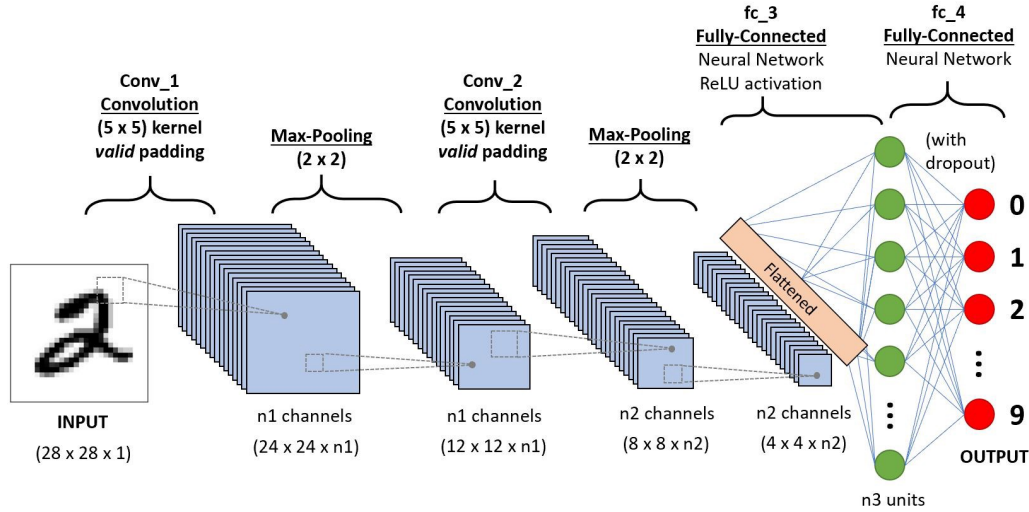 fc_3
Fully-Connected
Neural Network
ReLU activation
fc_4
Fully-Connected
Neural Network
Conv_1
Convolution
(5 x 5) kernel
valid padding
Max-Pooling
(2 x 2)
Conv_2
Convolution
(5 x 5) kernel
valid padding
Max-Pooling
(2 x 2)
(with
dropout)
Flattened
0
1
2
9
INPUT
(28 x 28 x 1)
n1 channels
(24 x 24 x n1)
n1 channels
(12 x 12 x n1)
n2 channels
(8 x 8 x n2)
n2 channels
(4 x 4 x n2)
OUTPUT
n3 units
2